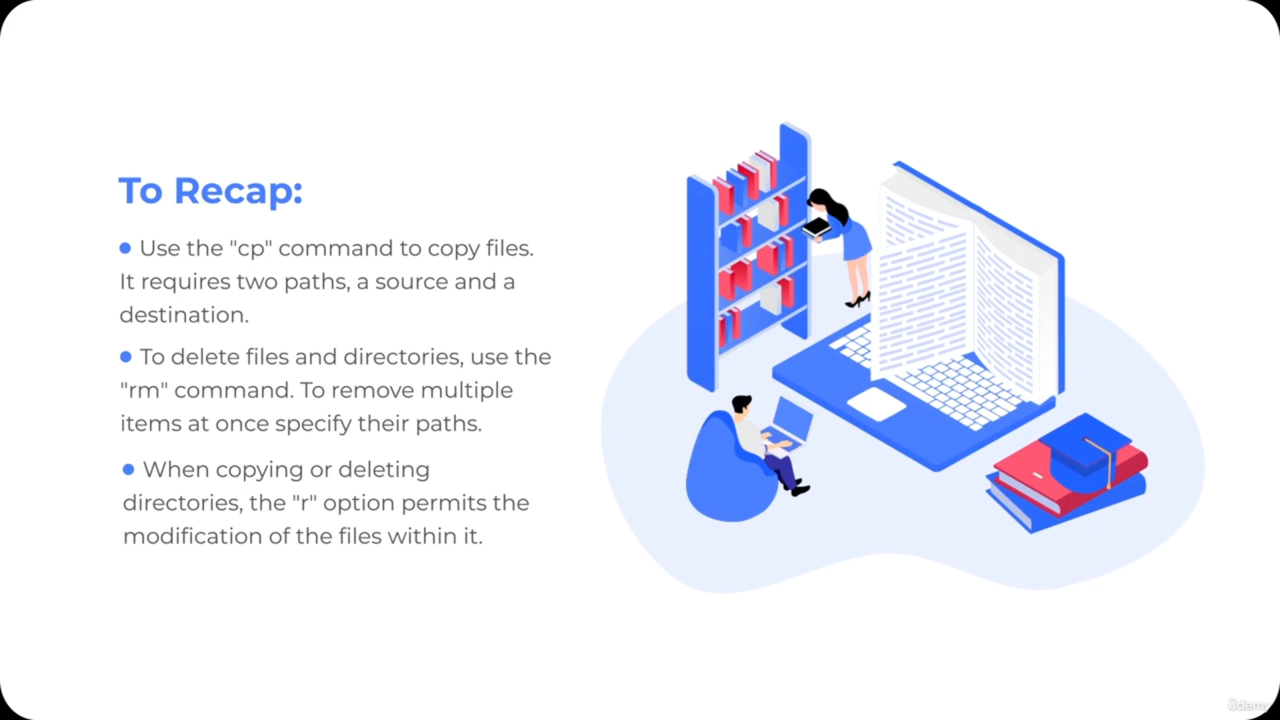 To Recap:
● Use the "cp" command to copy files.
It requires two paths, a source and a
destination.
● To delete files and directories, use the
"rm" command. To remove multiple
items at once specify their paths.
● When copying or deleting
directories, the "r" option permits the
modification of the files within it.
ûdemy